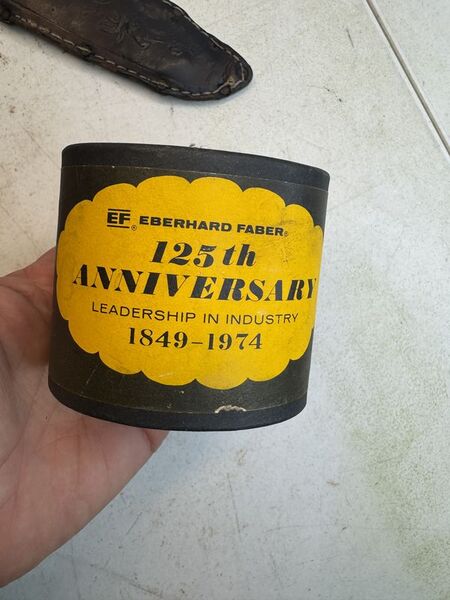 EF® EBERHARD FABER®
125th
ANNIVERSARY
LEADERSHIP IN INDUSTRY
1849-1974